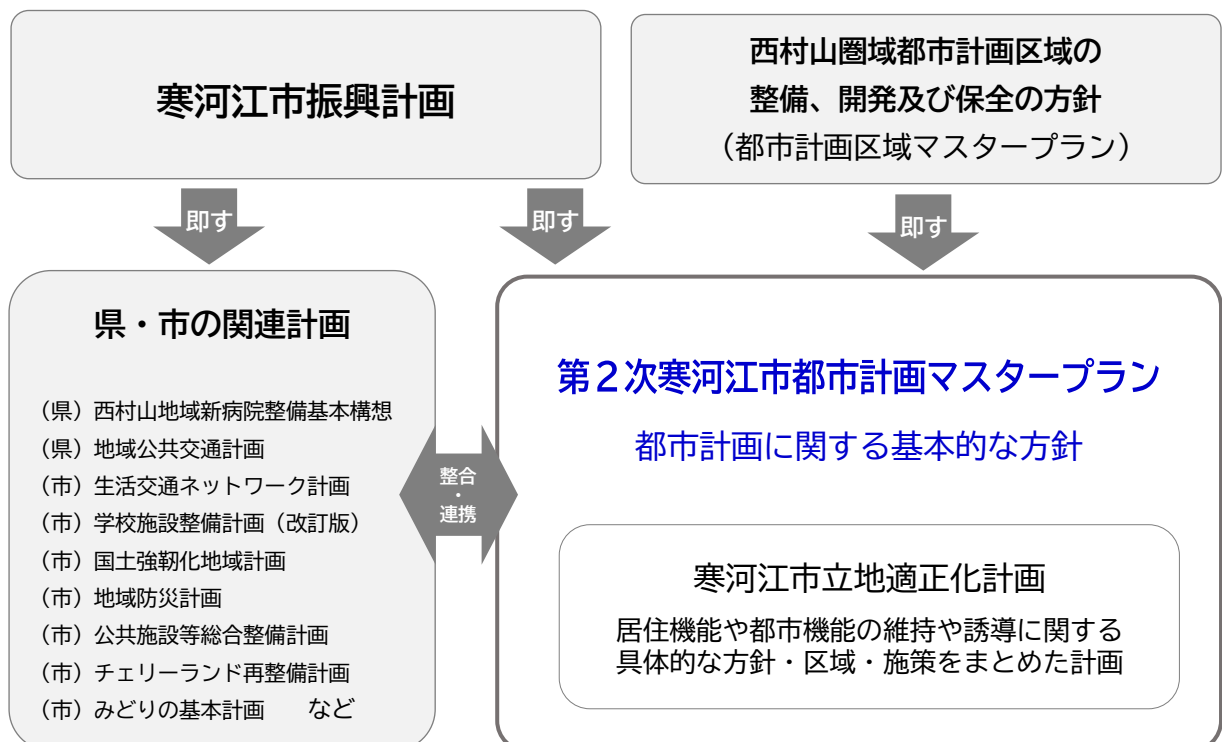 寒河江市振興計画
西村山圏域都市計画区域の
整備、開発及び保全の方針
（都市計画区域マスタープラン）
即す
即す
即す
県・市の関連計画
（県）西村山地域新病院整備基本構想
（県）地域公共交通計画
（市）生活交通ネットワーク計画
（市）学校施設整備計画（改訂版）
（市）国土強靭化地域計画
（市）地域防災計画
（市）公共施設等総合整備計画
（市）チェリーランド再整備計画
（市）みどりの基本計画　など
整合
・
連携
第２次寒河江市都市計画マスタープラン
都市計画に関する基本的な方針
寒河江市立地適正化計画
居住機能や都市機能の維持や誘導に関する
具体的な方針・区域・施策をまとめた計画